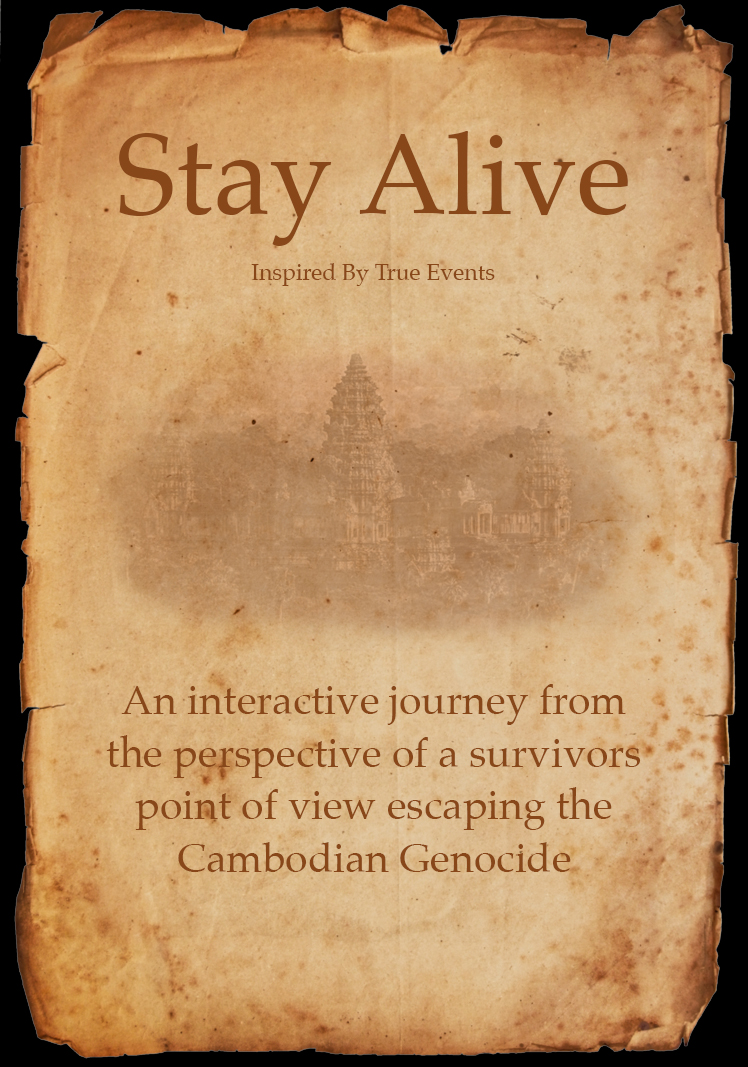 Stay Alive
Inspired By True Events
An interactive journey from
the perspective of a survivors
point of view escaping the
Cambodian Genocide